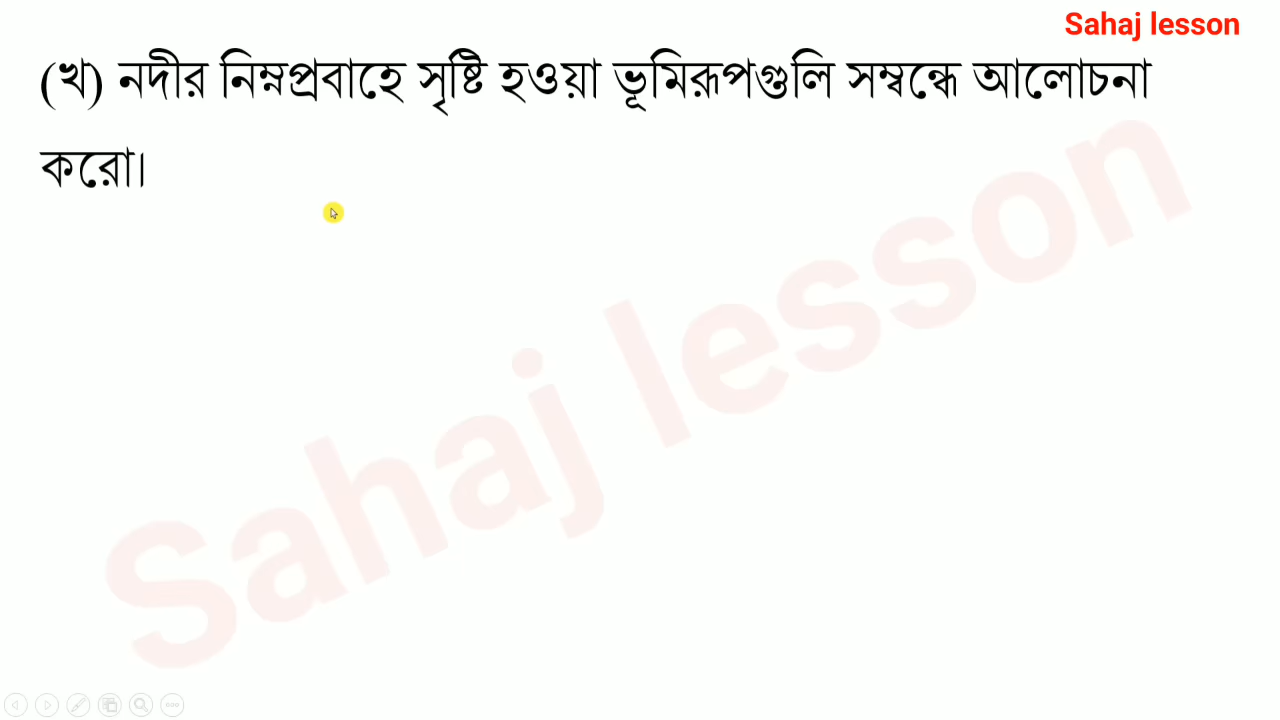 Sahaj lesson
(খ) নদীর নিম্নপ্রবাহে সৃষ্টি হওয়া ভূমিরূপগুলি সম্বন্ধে আলোচনা
করো।
Sahaj lesson